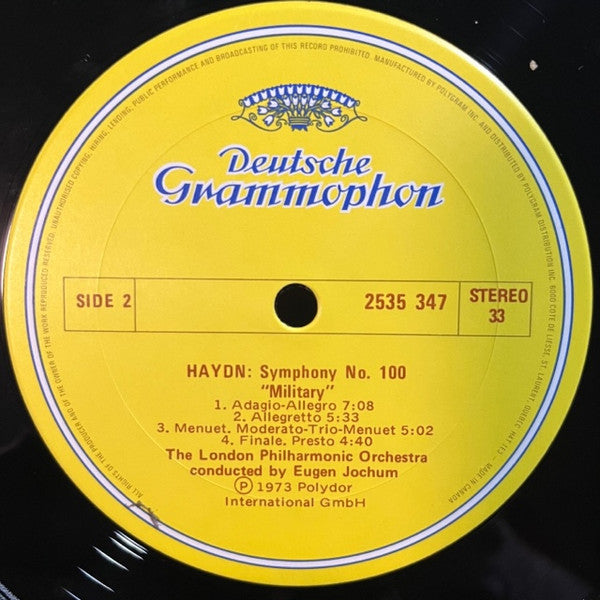 ALL RIGHTS OF THE PRODUCER AND OF THE OWNER OF THE WORK REPRODUCED RESERVED. UNAUTHORISED COPYING, HIRING, LENDING, PUBLIC PERFORMANCE AND BROADCASTING OF THIS RECORD PROHIBITED. MANUFACTURED BY POLYGRAM INC. AND DISTRIBUTED BY POLYGRAM DISTRIBUTION INC. 6000 COTE DE LIESSE, ST. LAURENT, QUEBEC H4T 1E3 - MADE IN CANADA
Deutsche
Grammophon
SIDE 2
2535 347
STEREO
33
HAYDN: Symphony No. 100
"Military"
1. Adagio-Allegro 7:08
2. Allegretto 5:33
3. Menuet. Moderato-Trio-Menuet 5:02
4. Finale. Presto 4:40
The London Philharmonic Orchestra
conducted by Eugen Jochum
Ⓟ 1973 Polydor
International GmbH